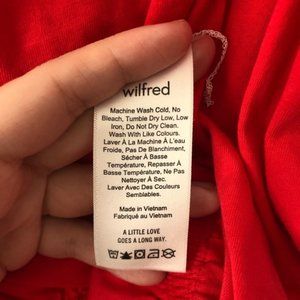 wilfred
Machine Wash Cold, No
Bleach, Tumble Dry Low, Low
Iron, Do Not Dry Clean.
Wash With Like Colours.
Laver À La Machine À L'eau
Froide, Pas De Blanchiment,
Sécher À Basse
Température, Repasser À
Basse Température, Ne Pas
Nettoyer À Sec.
Laver Avec Des Couleurs
Semblables.
Made in Vietnam
Fabriqué au Vietnam
A LITTLE LOVE
GOES A LONG WAY.